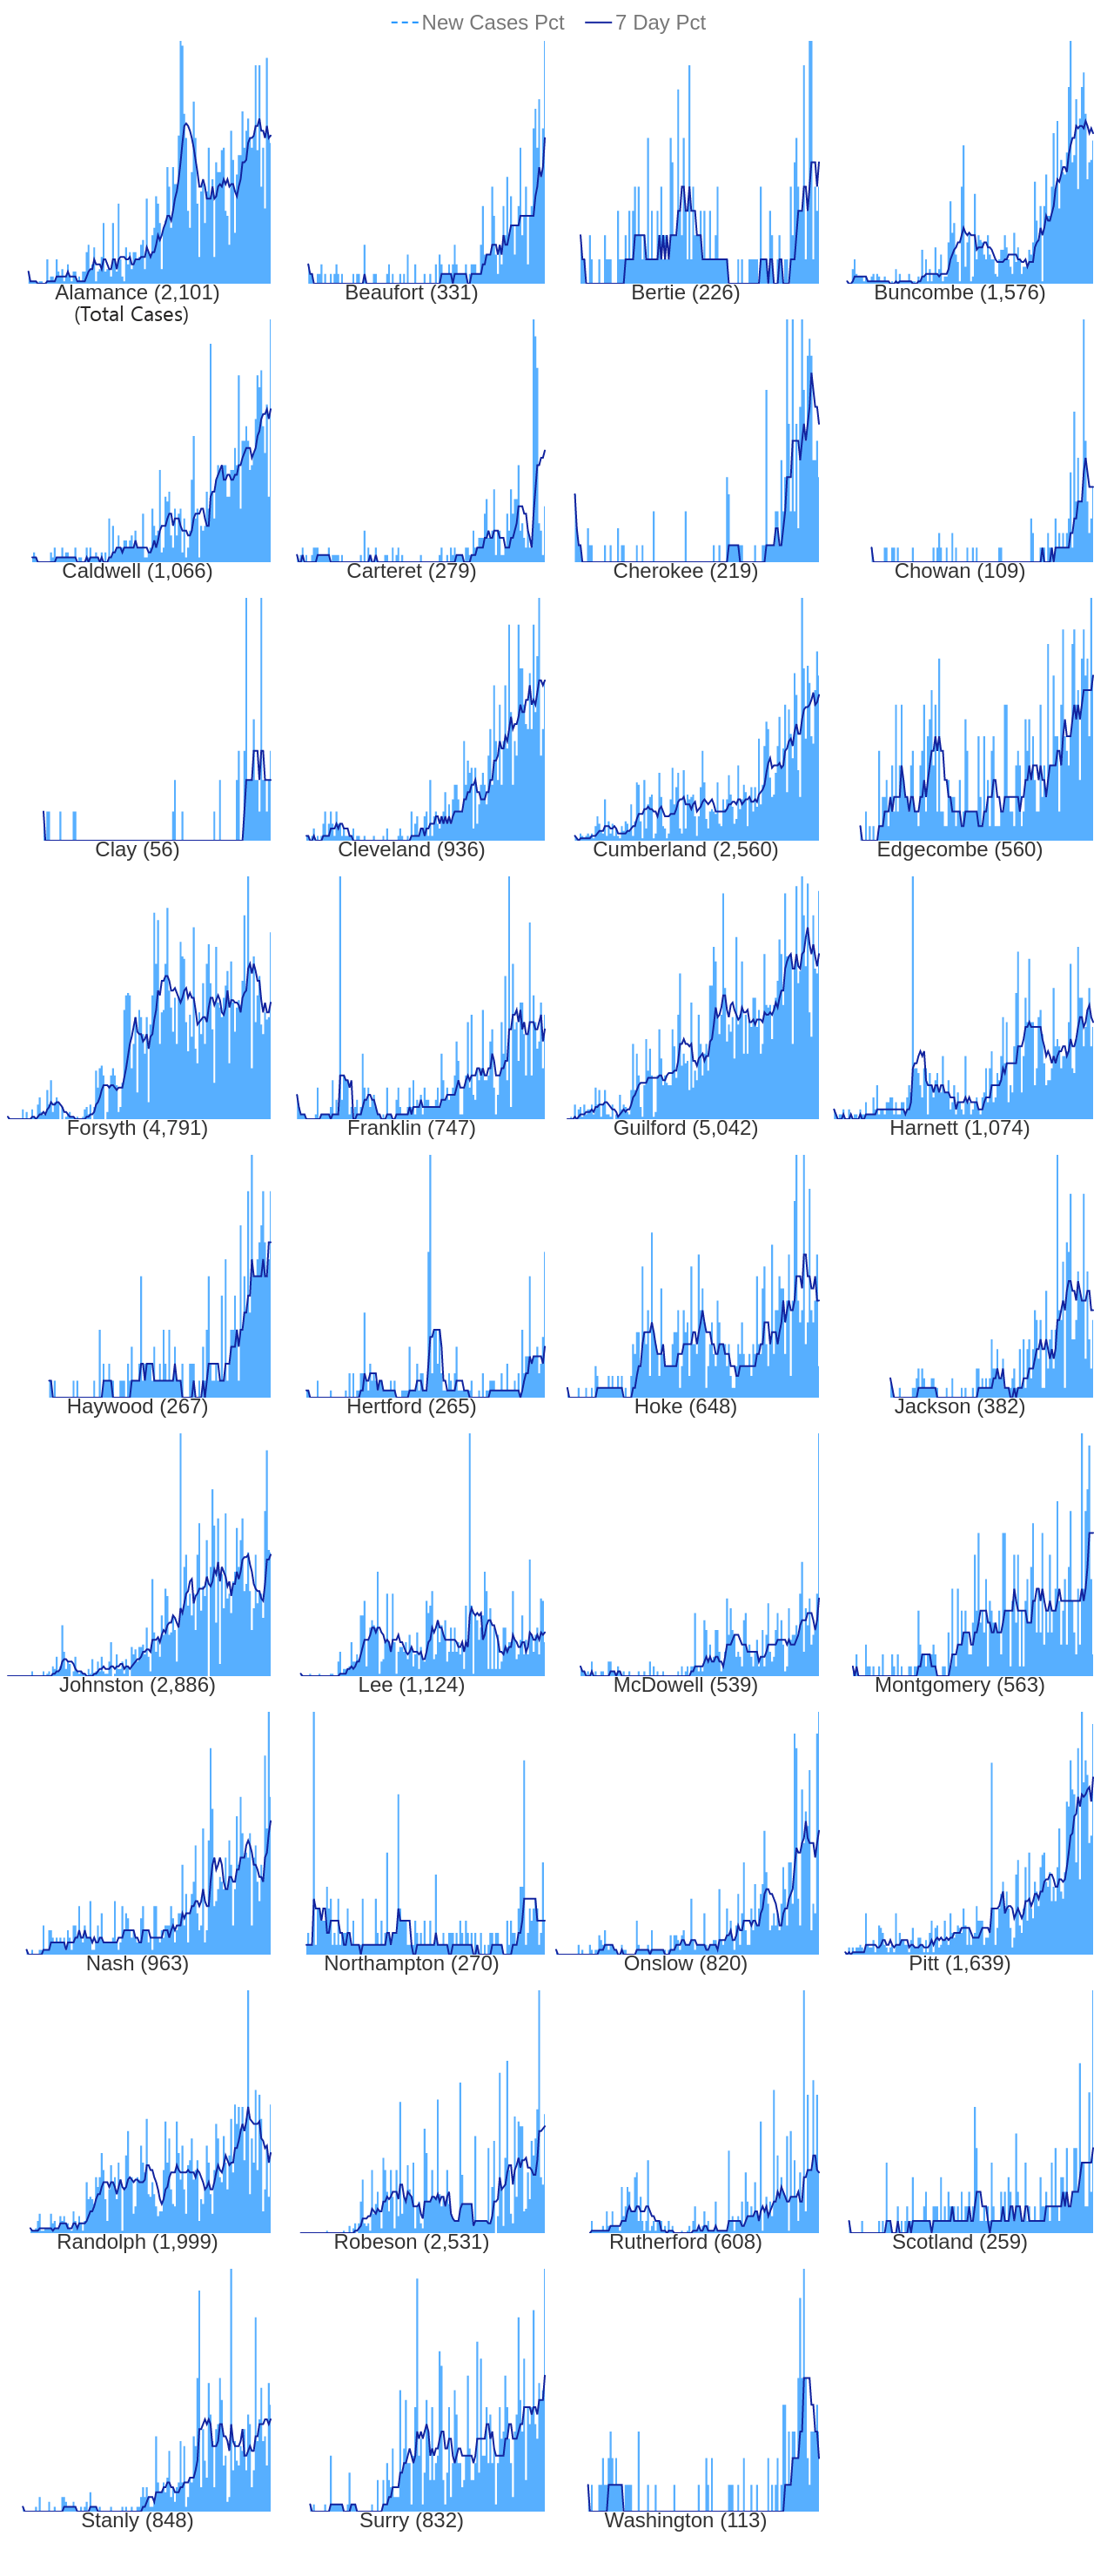 New Cases Pct 7 Day Pct
Alamance (2,101) Beaufort (331) Bertie (226) Buncombe (1,576)
(Total Cases)
Caldwell (1,066) Carteret (279) Cherokee (219) Chowan (109)
Clay (56) Cleveland (936) Cumberland (2,560) Edgecombe (560)
Forsyth (4,791) Franklin (747) Guilford (5,042) Harnett (1,074)
Haywood (267) Hertford (265) Hoke (648) Jackson (382)
Johnston (2,886) Lee (1,124) McDowell (539) Montgomery (563)
Nash (963) Northampton (270) Onslow (820) Pitt (1,639)
Randolph (1,999) Robeson (2,531) Rutherford (608) Scotland (259)
Stanly (848) Surry (832) Washington (113)